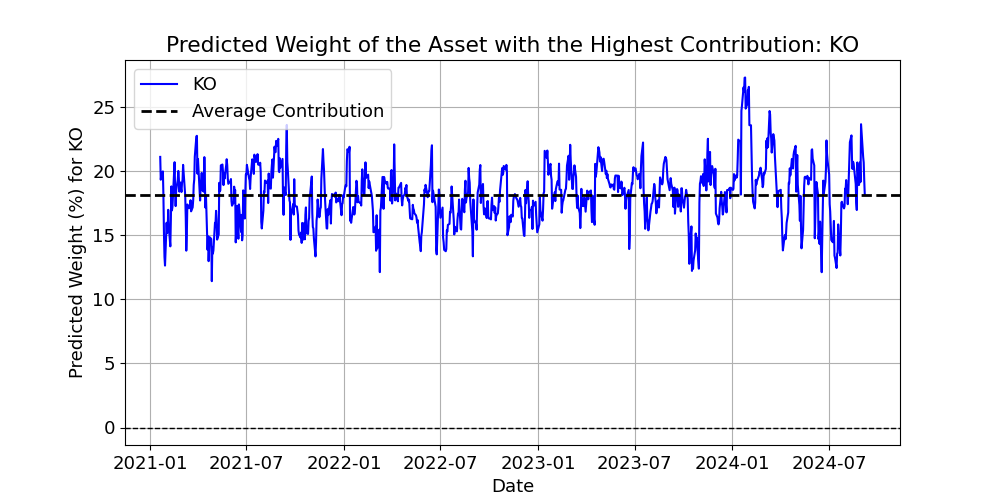 Predicted Weight of the Asset with the Highest Contribution: KO
KO
Average Contribution
Predicted Weight (%) for KO
25
20
15
10
5
0
2021-01 2021-07 2022-01 2022-07 2023-01 2023-07 2024-01 2024-07
Date